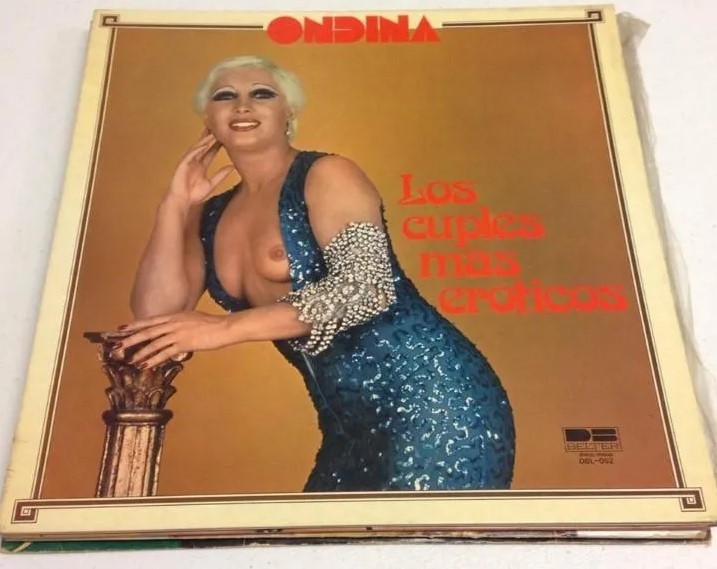 ONDINA
Los
cuples
mas
eroticos
BELTER
DBL-052